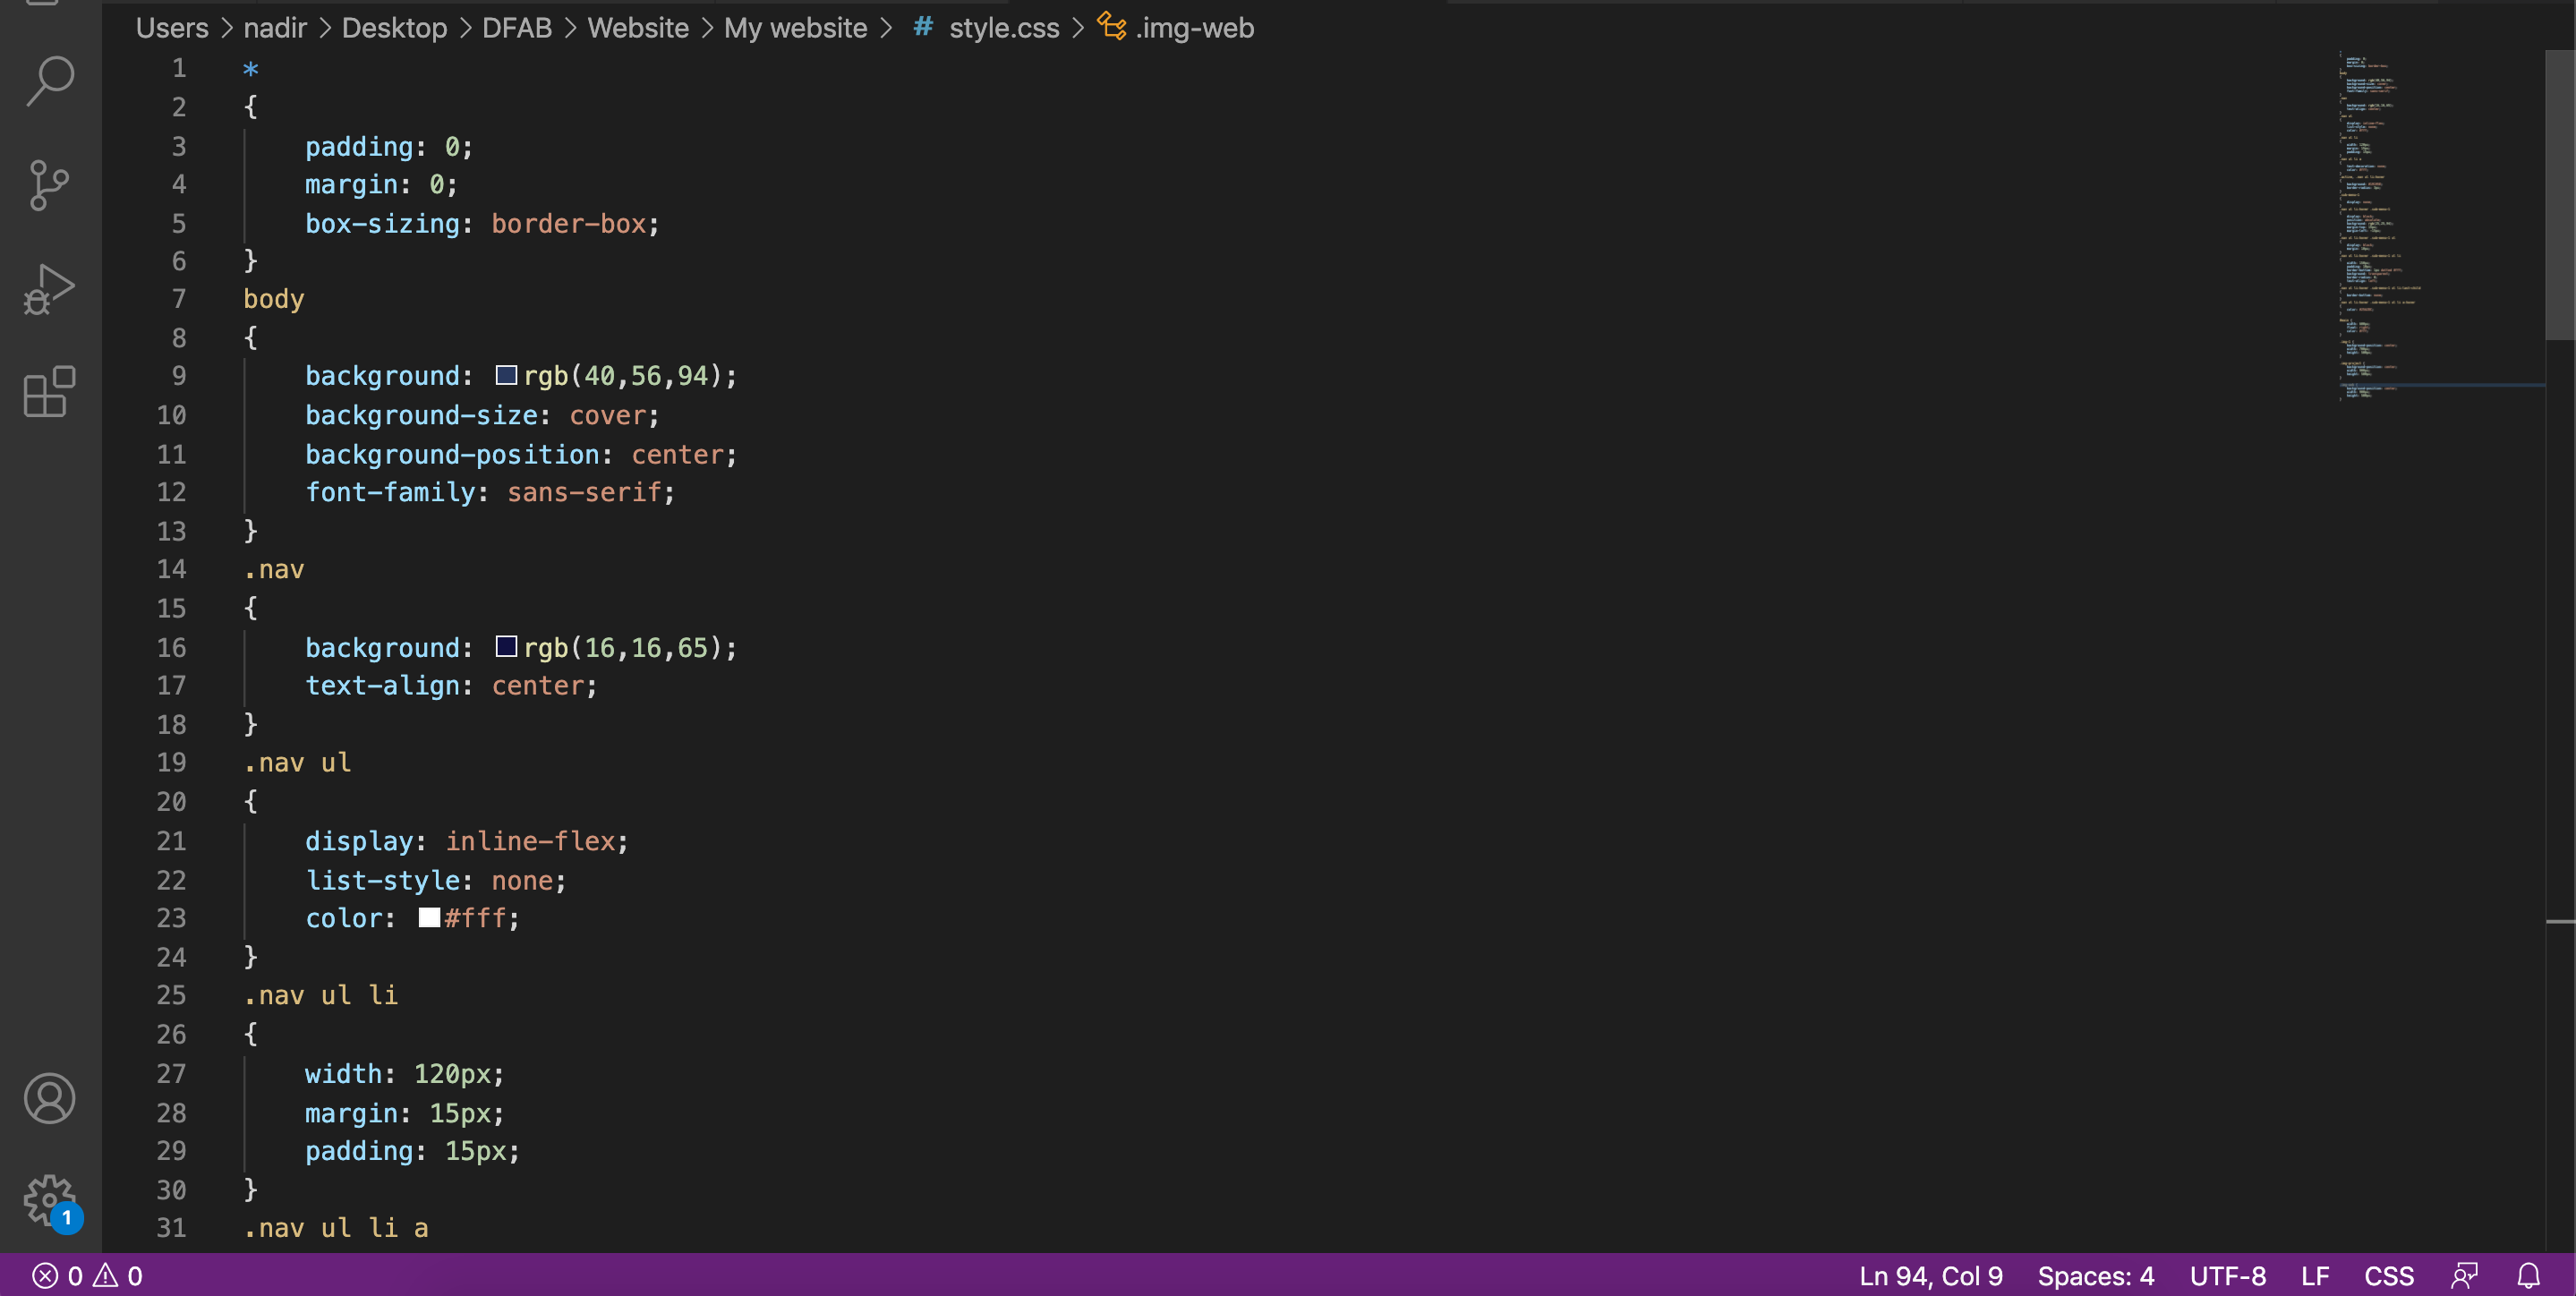 Users > nadir > Desktop > DFAB > Website > My website > # style.css > .img-web
1 *
2 {
3 padding: 0;
4 margin: 0;
5 box-sizing: border-box;
6 }
7 body
8 {
9 background: rgb(40,56,94);
10 background-size: cover;
11 background-position: center;
12 font-family: sans-serif;
13 }
14 .nav
15 {
16 background: rgb(16,16,65);
17 text-align: center;
18 }
19 .nav ul
20 {
21 display: inline-flex;
22 list-style: none;
23 color: #fff;
24 }
25 .nav ul li
26 {
27 width: 120px;
28 margin: 15px;
29 padding: 15px;
30 }
31 .nav ul li a
1
0 0 Ln 94, Col 9 Spaces: 4 UTF-8 LF CSS